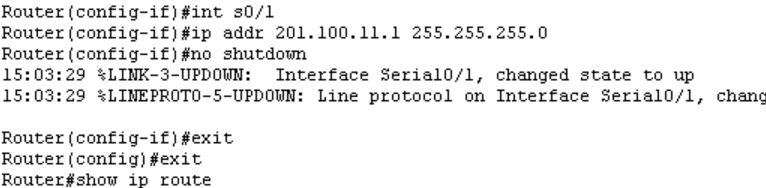 Router(config-if)#int s0/1
Router(config-if)#ip addr 201.100.11.1 255.255.255.0
Router(config-if)#no shutdown
15:03:29 %LINK-3-UPDOWN:  Interface Serial0/1, changed state to up
15:03:29 %LINEPROTO-5-UPDOWN: Line protocol on Interface Serial0/1, chang
Router(config-if)#exit
Router(config)#exit
Router#show ip route